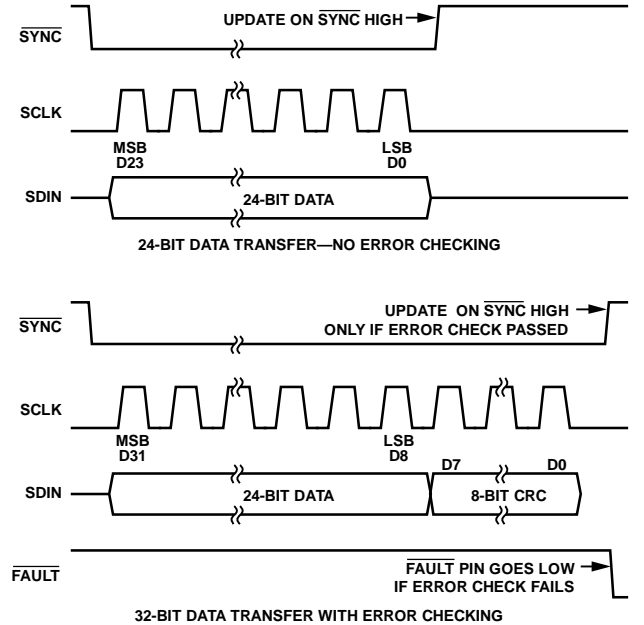 UPDATE ON SYNC HIGH
SYNC
SCLK
MSB
D23
LSB
D0
SDIN
24-BIT DATA
24-BIT DATA TRANSFER—NO ERROR CHECKING
UPDATE ON SYNC HIGH
ONLY IF ERROR CHECK PASSED
SYNC
SCLK
MSB
D31
LSB
D8
D7
D0
SDIN
24-BIT DATA
8-BIT CRC
FAULT
FAULT PIN GOES LOW
IF ERROR CHECK FAILS
32-BIT DATA TRANSFER WITH ERROR CHECKING